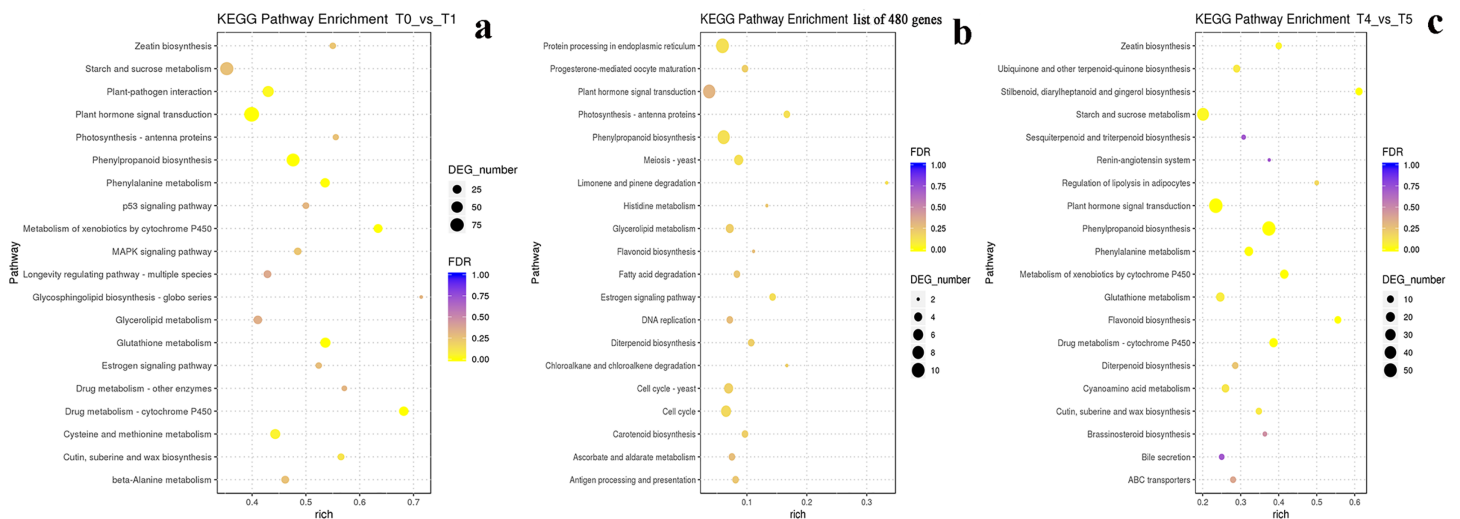 KEGG Pathway Enrichment T0_vs_T1
a
Pathway
Zeatin biosynthesis
Starch and sucrose metabolism
Plant-pathogen interaction
Plant hormone signal transduction
Photosynthesis - antenna proteins
Phenylpropanoid biosynthesis
Phenylalanine metabolism
p53 signaling pathway
Metabolism of xenobiotics by cytochrome P450
MAPK signaling pathway
Longevity regulating pathway - multiple species
Glycosphingolipid biosynthesis - globo series
Glycerolipid metabolism
Glutathione metabolism
Estrogen signaling pathway
Drug metabolism - other enzymes
Drug metabolism - cytochrome P450
Cysteine and methionine metabolism
Cutin, suberine and wax biosynthesis
beta-Alanine metabolism
0.4 0.5 0.6 0.7
rich
DEG_number
25
50
75
FDR
1.00
0.75
0.50
0.25
0.00
KEGG Pathway Enrichment list of 480 genes
b
Pathway
Protein processing in endoplasmic reticulum
Progesterone-mediated oocyte maturation
Plant hormone signal transduction
Photosynthesis - antenna proteins
Phenylpropanoid biosynthesis
Meiosis - yeast
Limonene and pinene degradation
Histidine metabolism
Glycerolipid metabolism
Flavonoid biosynthesis
Fatty acid degradation
Estrogen signaling pathway
DNA replication
Diterpenoid biosynthesis
Chloroalkane and chloroalkene degradation
Cell cycle - yeast
Cell cycle
Carotenoid biosynthesis
Ascorbate and aldarate metabolism
Antigen processing and presentation
0.1 0.2 0.3
rich
FDR
1.00
0.75
0.50
0.25
0.00
DEG_number
2
4
6
8
10
KEGG Pathway Enrichment T4_vs_T5
c
Pathway
Zeatin biosynthesis
Ubiquinone and other terpenoid-quinone biosynthesis
Stilbenoid, diarylheptanoid and gingerol biosynthesis
Starch and sucrose metabolism
Sesquiterpenoid and triterpenoid biosynthesis
Renin-angiotensin system
Regulation of lipolysis in adipocytes
Plant hormone signal transduction
Phenylpropanoid biosynthesis
Phenylalanine metabolism
Metabolism of xenobiotics by cytochrome P450
Glutathione metabolism
Flavonoid biosynthesis
Drug metabolism - cytochrome P450
Diterpenoid biosynthesis
Cyanoamino acid metabolism
Cutin, suberine and wax biosynthesis
Brassinosteroid biosynthesis
Bile secretion
ABC transporters
0.2 0.3 0.4 0.5 0.6
rich
FDR
1.00
0.75
0.50
0.25
0.00
DEG_number
10
20
30
40
50